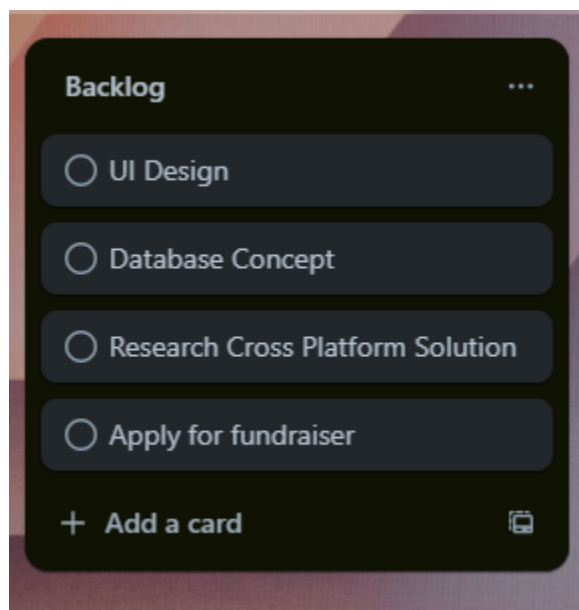 Backlog
UI Design
Database Concept
Research Cross Platform Solution
Apply for fundraiser
+ Add a card